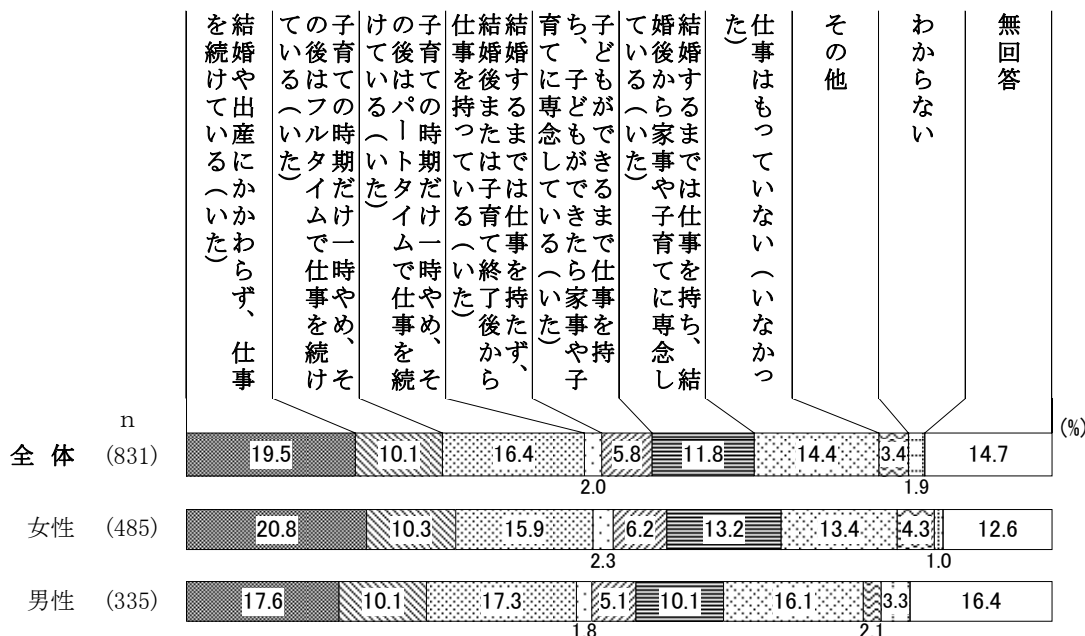 無回答
わからない
その他
仕事はもっていない（いなかっ
た）
結婚するまでは仕事を持ち、結
婚後から家事や子育てに専念し
ている（いた）
子どもができるまで仕事を持
ち、子どもができたら家事や子
育てに専念している（いた）
結婚するまでは仕事を持たず、
結婚後または子育て終了後から
仕事を持っている（いた）
子育ての時期だけ一時やめ、そ
の後はパートタイムで仕事を続
けている（いた）
子育ての時期だけ一時やめ、そ
の後はフルタイムで仕事を続け
ている（いた）
結婚や出産にかかわらず、仕事
を続けている（いた）
n
(%)
全体 (831) 19.5 10.1 16.4 5.8 11.8 14.4 3.4 14.7
2.0 1.9
女性 (485) 20.8 10.3 15.9 6.2 13.2 13.4 4.3 12.6
2.3 1.0
男性 (335) 17.6 10.1 17.3 5.1 10.1 16.1 3.3 16.4
1.8 2.1